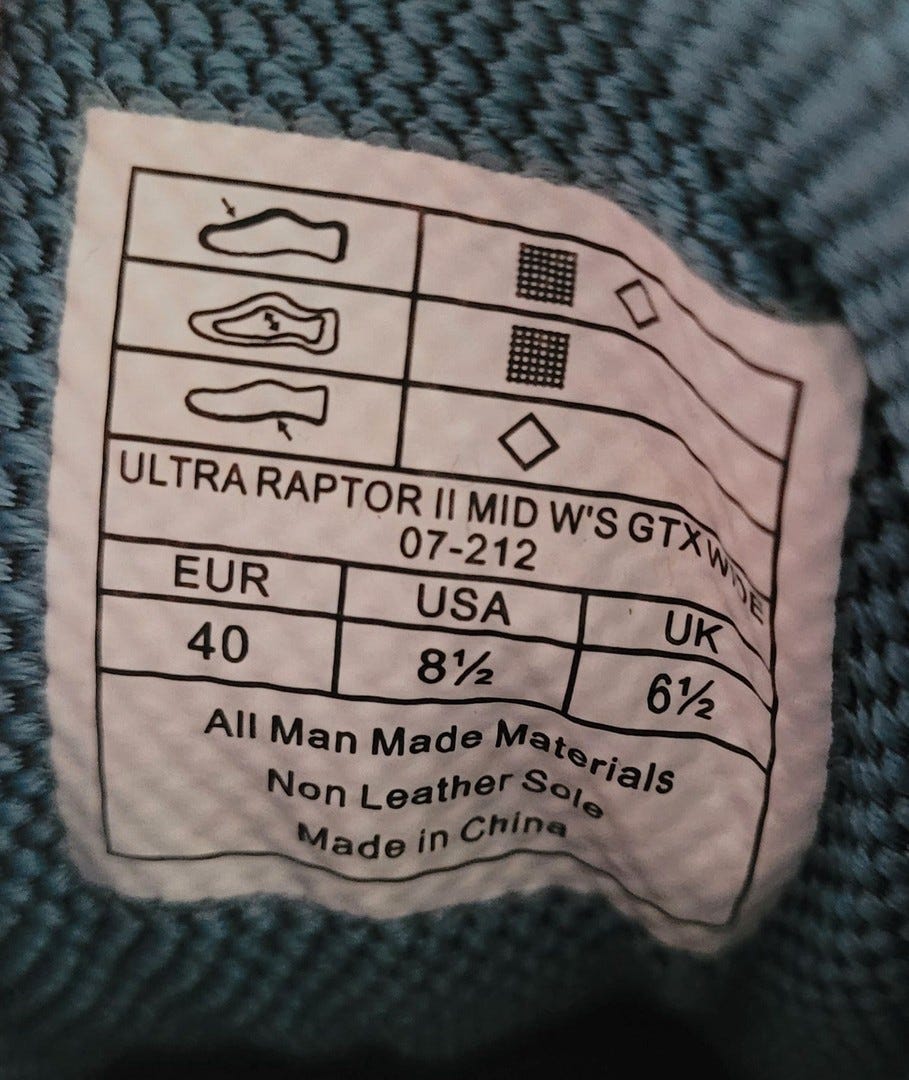 ULTRA RAPTOR II MID W'S GTX WIDE
07-212
EUR USA UK
40 8½ 6½
All Man Made Materials
Non Leather Sole
Made in China